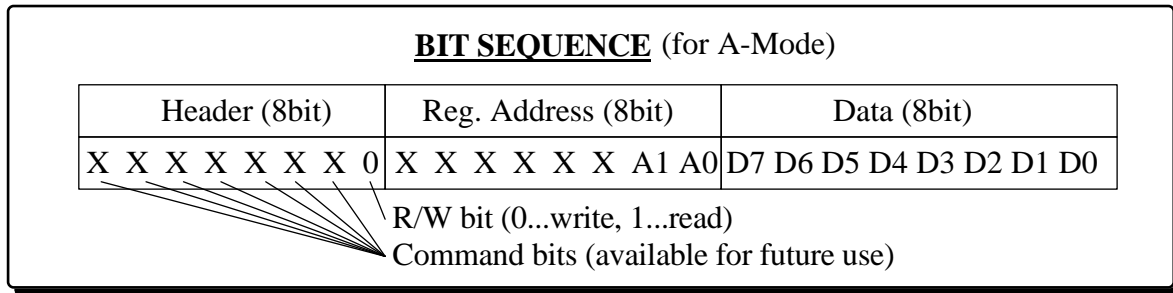 BIT SEQUENCE (for A-Mode)
Header (8bit) Reg. Address (8bit) Data (8bit)
X X X X X X X 0 X X X X X X A1 A0 D7 D6 D5 D4 D3 D2 D1 D0
R/W bit (0...write, 1...read)
Command bits (available for future use)